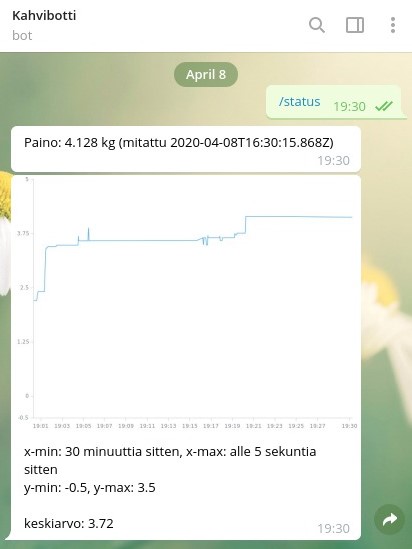 Kahvibotti
bot
April 8
/status 19:30
Paino: 4.128 kg (mitattu 2020-04-08T16:30:15.868Z)
19:30
5
3.75
2.5
1.25
0
-0.5
19:01 19:03 19:05 19:07 19:09 19:11 19:13 19:15 19:17 19:19 19:21 19:23 19:25 19:27 19:30
x-min: 30 minuuttia sitten, x-max: alle 5 sekuntia
sitten
y-min: -0.5, y-max: 3.5
keskiarvo: 3.72
19:30